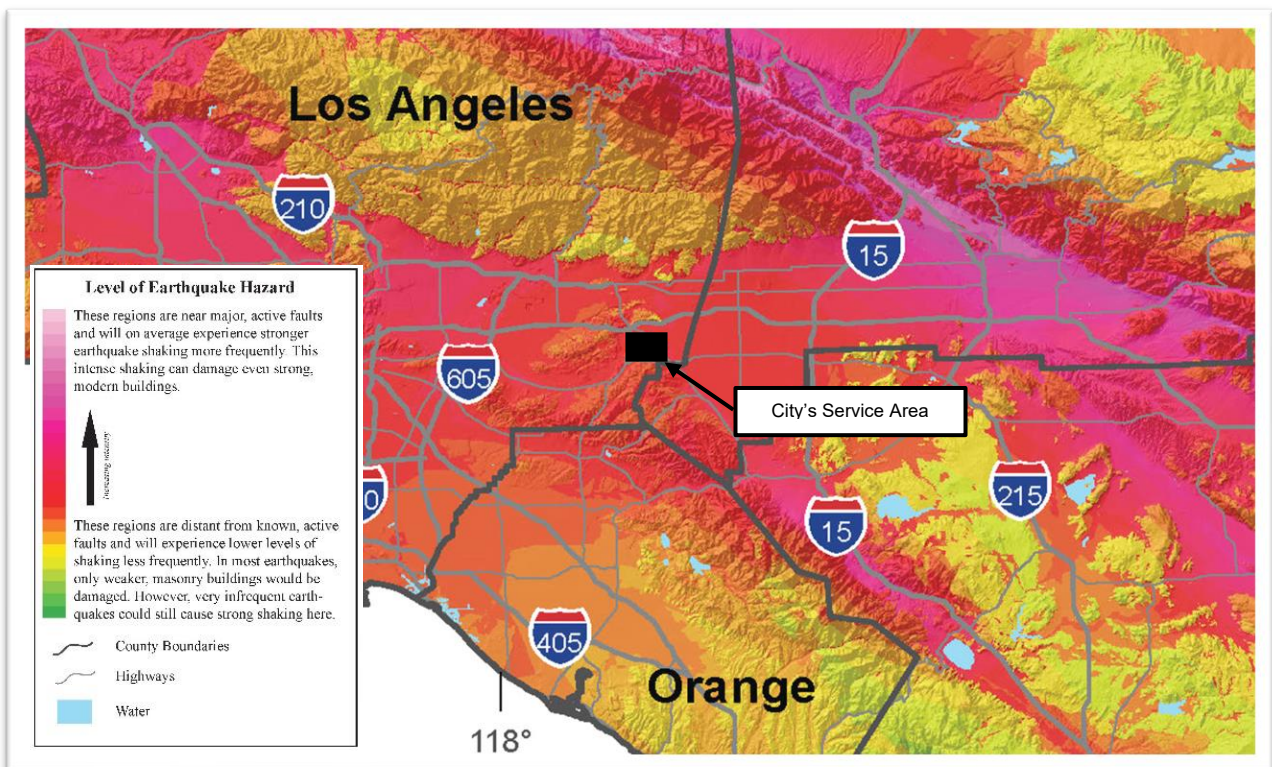 Los Angeles
210
15
Level of Earthquake Hazard
These regions are near major, active faults
and will on average experience stronger
earthquake shaking more frequently. This
intense shaking can damage even strong,
modern buildings.
Increasing intensity
These regions are distant from known, active
faults and will experience lower levels of
shaking less frequently. In most earthquakes,
only weaker, masonry buildings would be
damaged. However, very infrequent earth-
quakes could still cause strong shaking here.
County Boundaries
Highways
Water
605
City's Service Area
0
215
15
405
Orange
118°